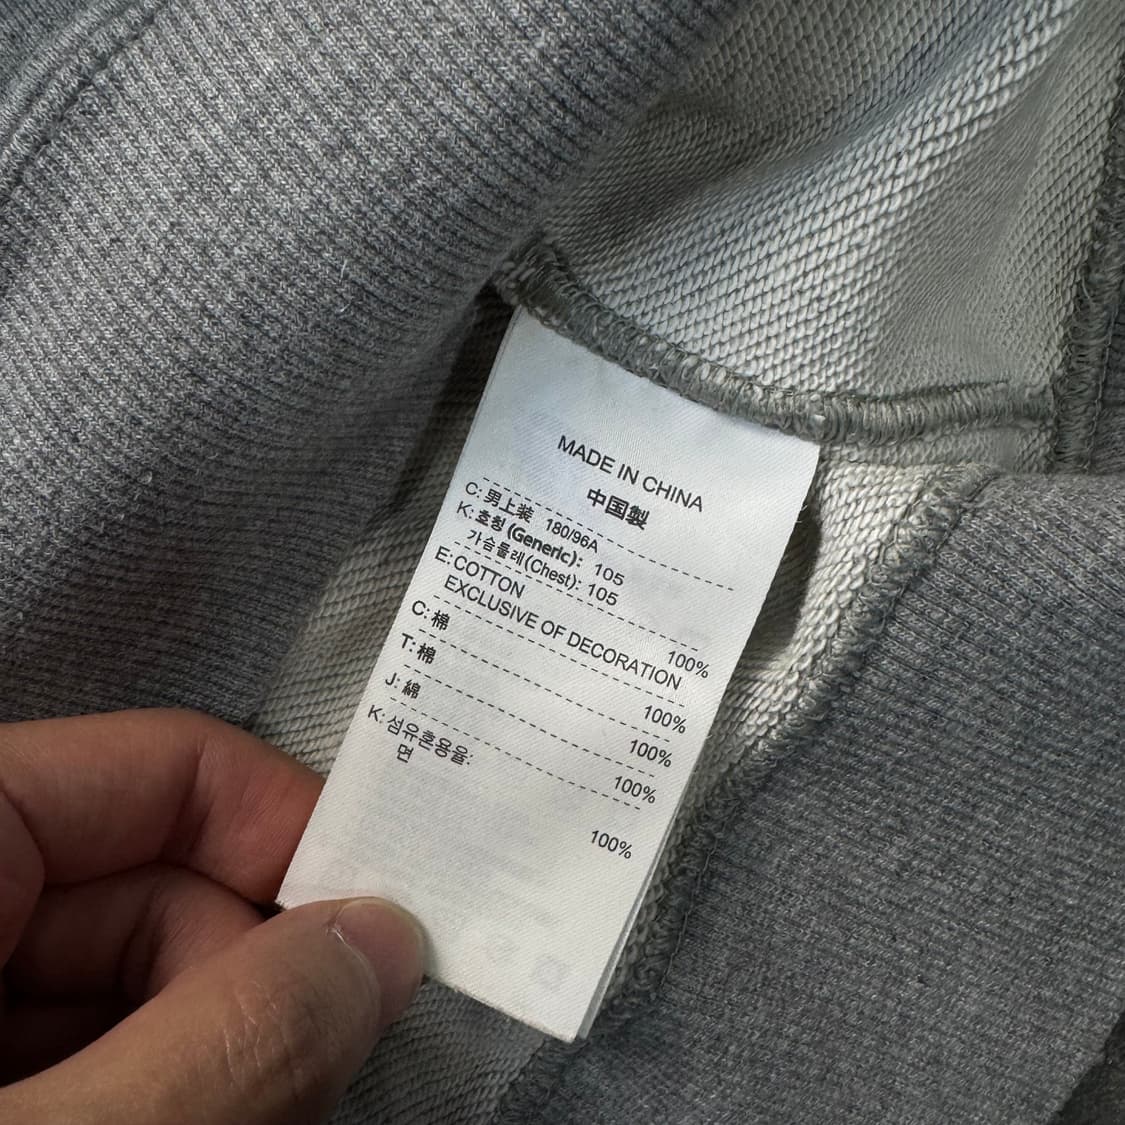 MADE IN CHINA
中国製
C: 男上装 180/96A
K: 호칭(Generic): 105
가슴둘레(Chest): 105
E: COTTON 100%
EXCLUSIVE OF DECORATION
C: 棉 100%
T: 棉 100%
J: 綿 100%
K: 섬유혼용율:
면 100%